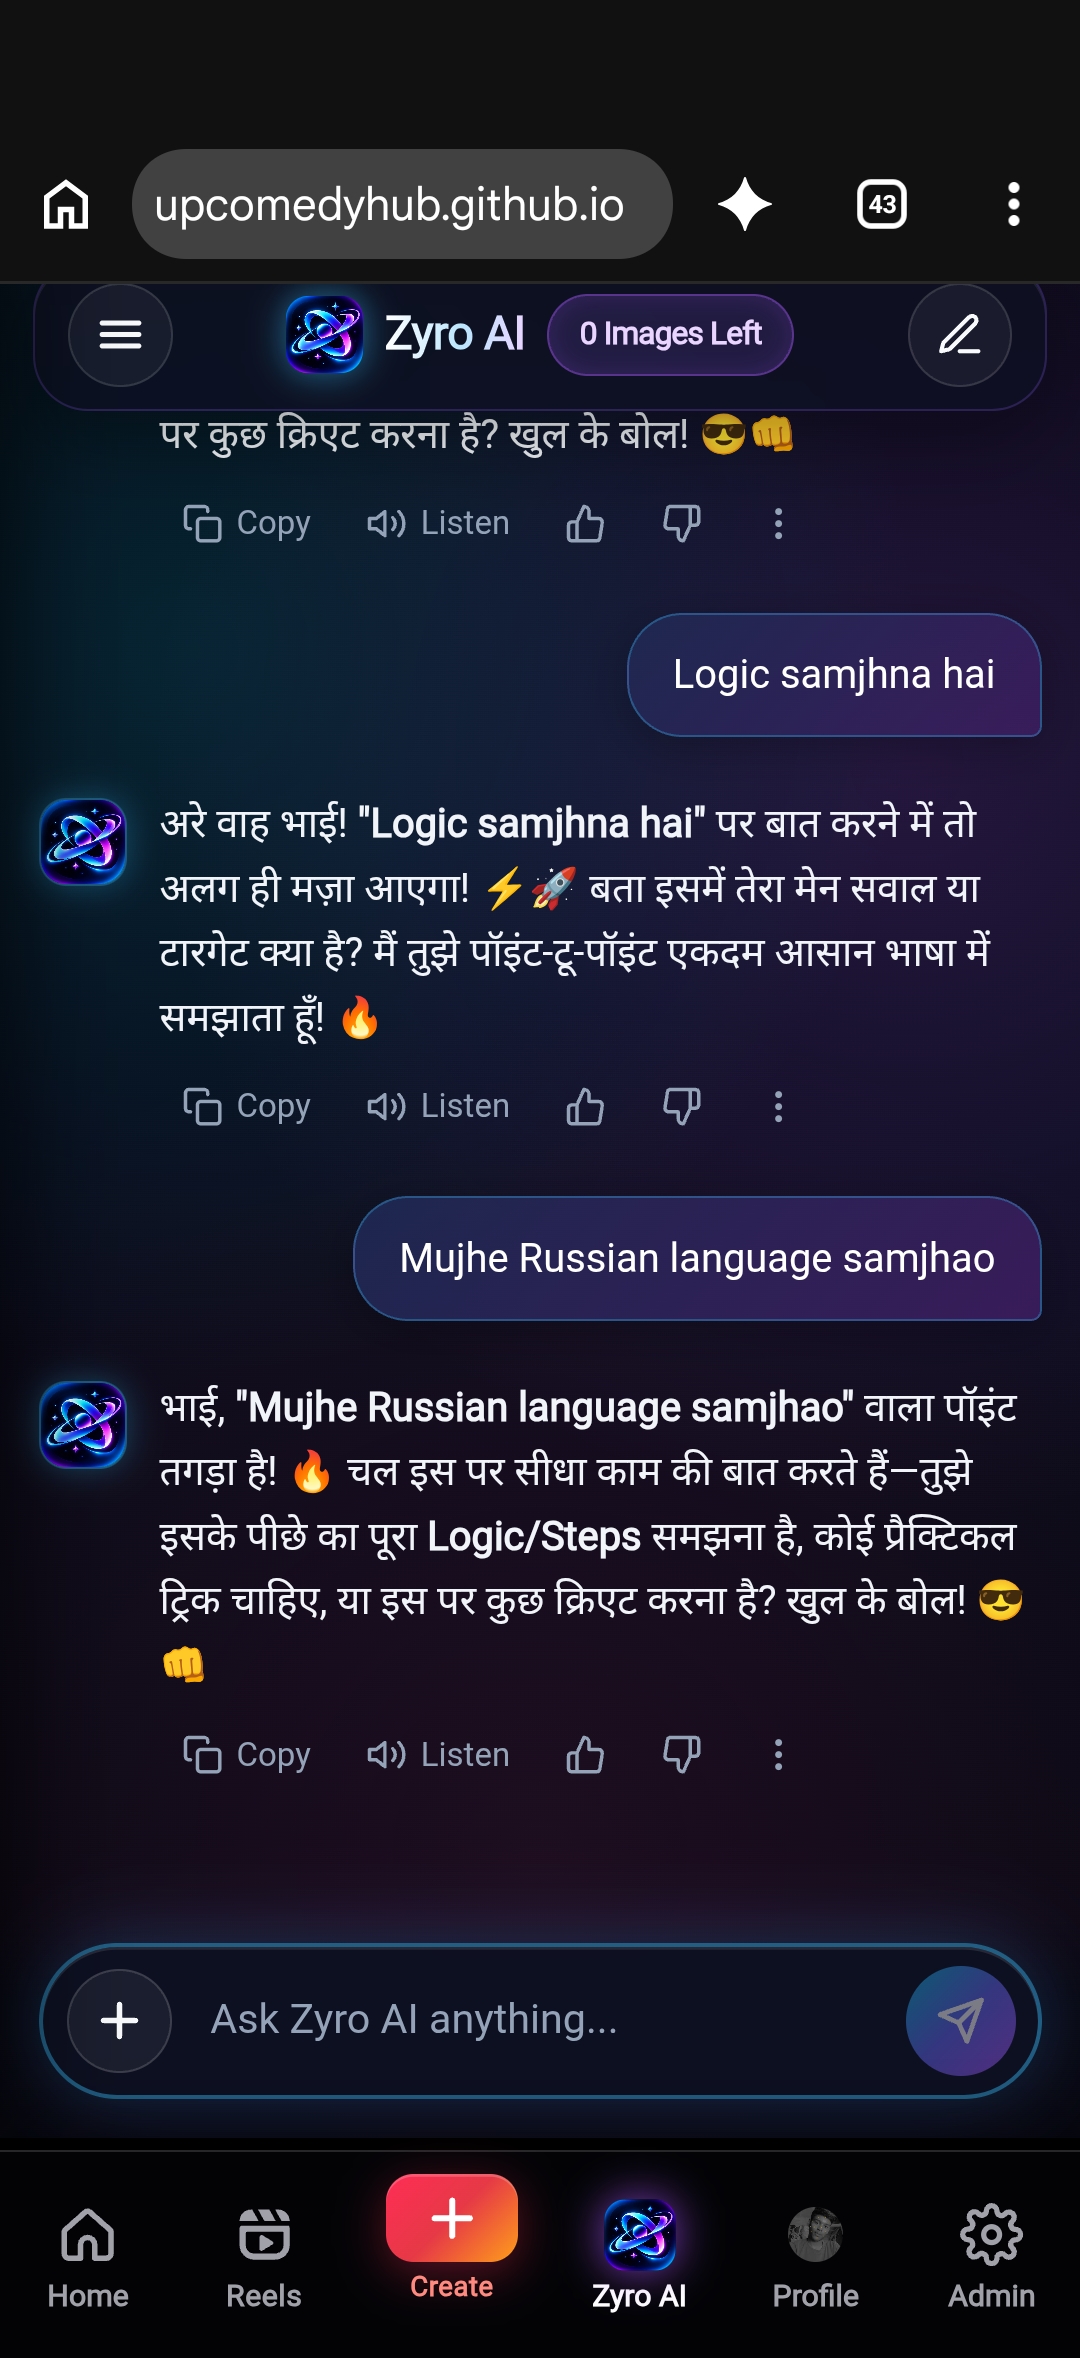 upcomedyhub.github.io
43
Zyro AI
0 Images Left
पर कुछ क्रिएट करना है? खुल के बोल! 😎👊
Copy Listen
Logic samjhna hai
अरे वाह भाई! "Logic samjhna hai" पर बात करने में तो
अलग ही मज़ा आएगा! ⚡🚀 बता इसमें तेरा मेन सवाल या
टारगेट क्या है? मैं तुझे पॉइंट-टू-पॉइंट एकदम आसान भाषा में
समझाता हूँ! 🔥
Copy Listen
Mujhe Russian language samjhao
भाई, "Mujhe Russian language samjhao" वाला पॉइंट
तगड़ा है! 🔥 चल इस पर सीधा काम की बात करते हैं—तुझे
इसके पीछे का पूरा Logic/Steps समझना है, कोई प्रैक्टिकल
ट्रिक चाहिए, या इस पर कुछ क्रिएट करना है? खुल के बोल! 😎
👊
Copy Listen
Ask Zyro AI anything...
Home Reels Create Zyro AI Profile Admin